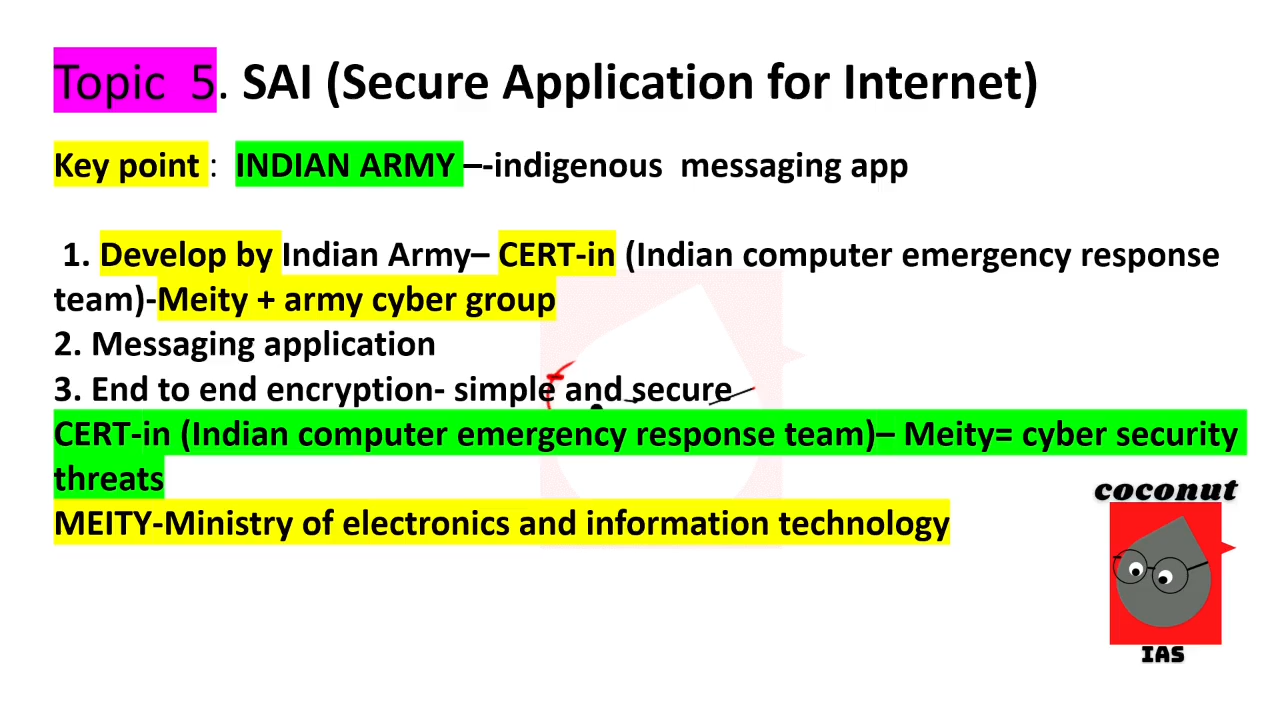 Topic 5. SAI (Secure Application for Internet)
Key point : INDIAN ARMY –-indigenous messaging app
1. Develop by Indian Army– CERT-in (Indian computer emergency response
team)-Meity + army cyber group
2. Messaging application
3. End to end encryption- simple and secure
CERT-in (Indian computer emergency response team)– Meity= cyber security
threats
MEITY-Ministry of electronics and information technology
coconut
IAS